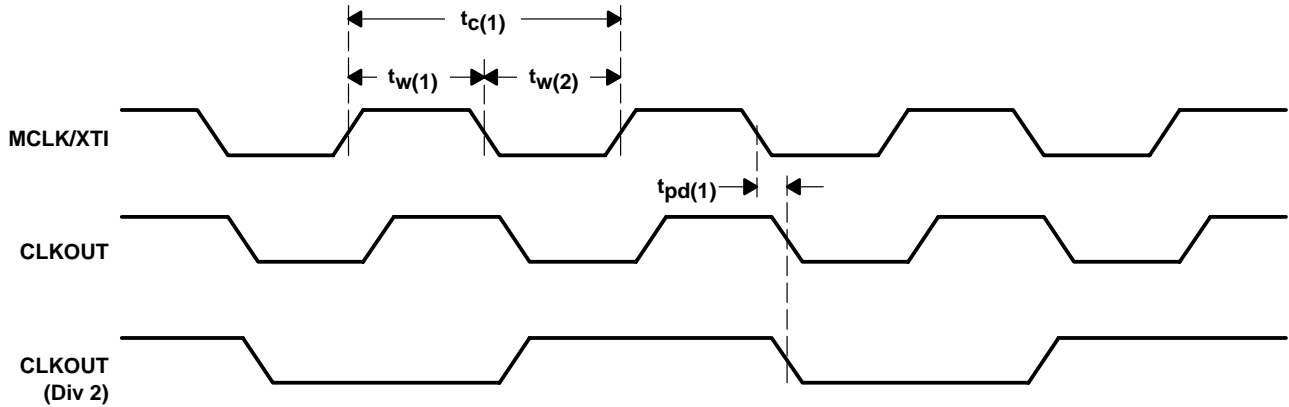 tc(1)
tw(1)
tw(2)
MCLK/XTI
tpd(1)
CLKOUT
CLKOUT
(Div 2)